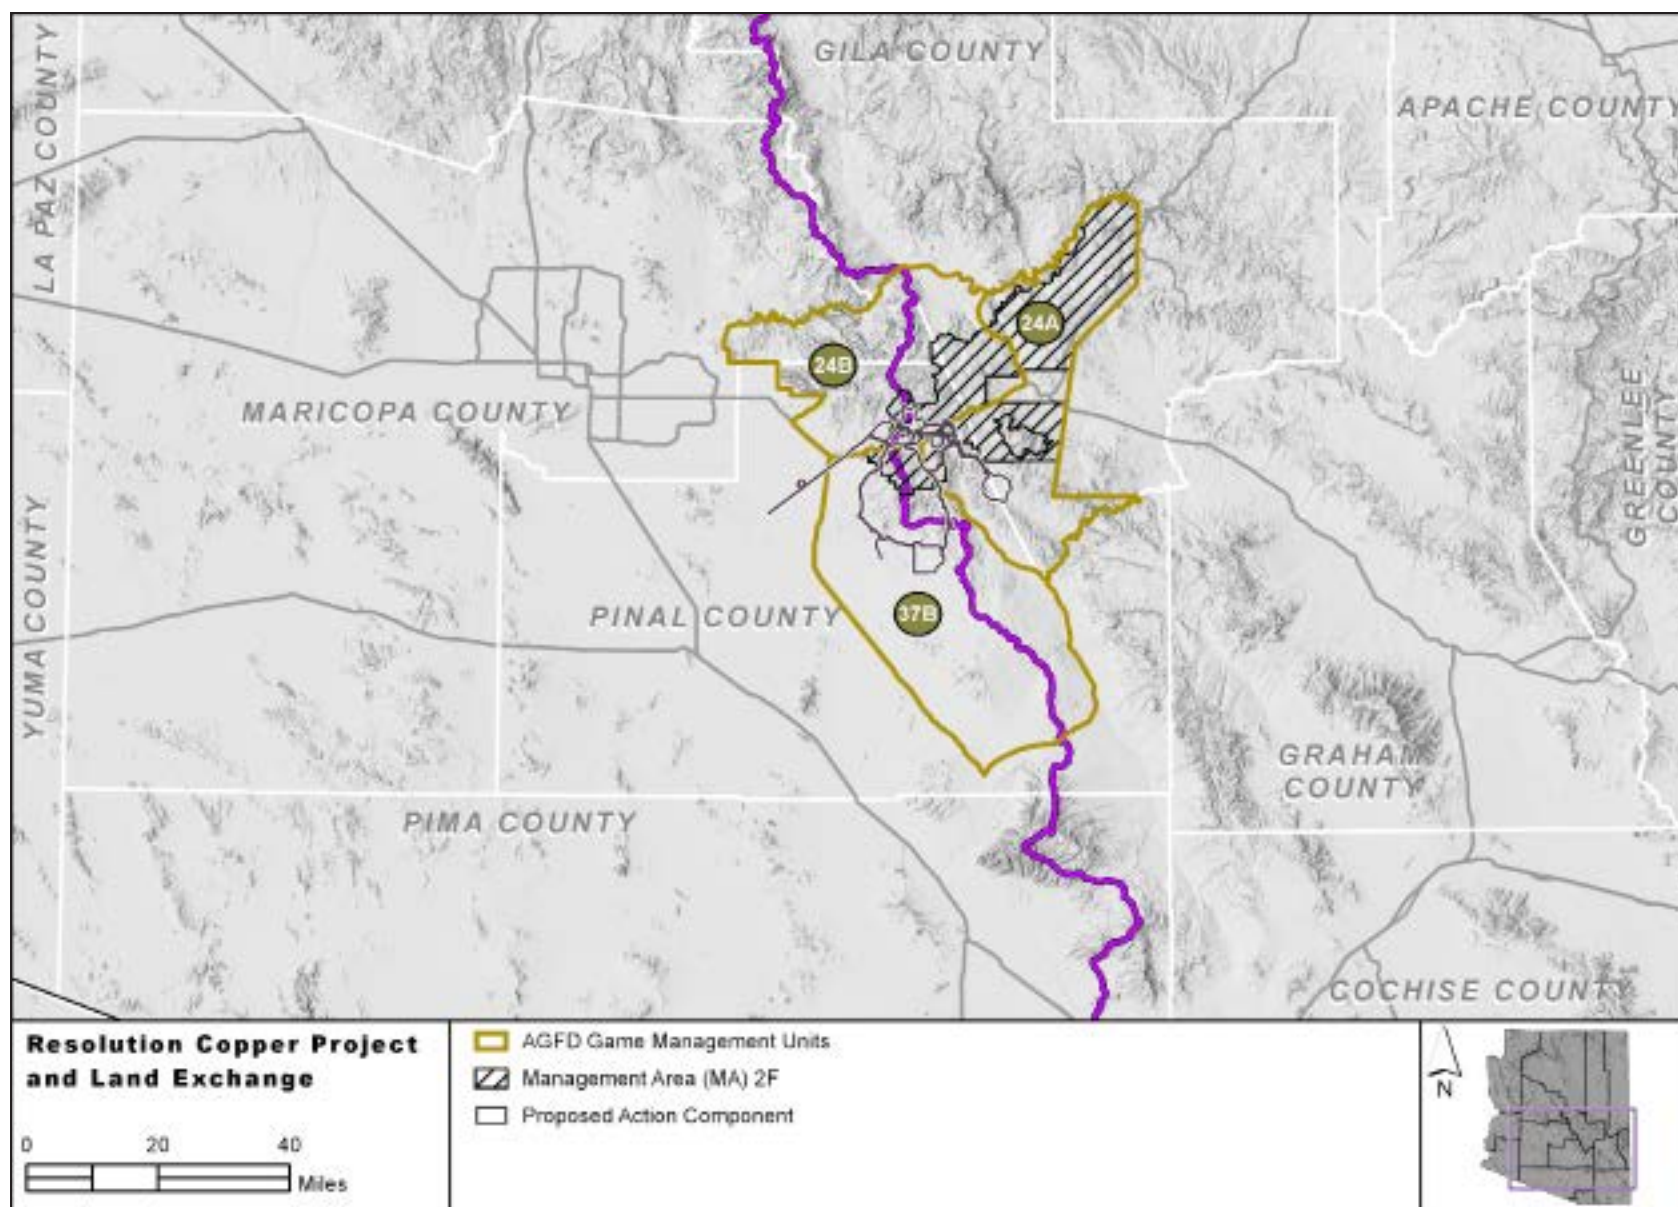 GILA COUNTY
APACHE COUNTY
LA PAZ COUNTY
24A
24B
MARICOPA COUNTY
GREENLEE
COUNTY
YUMA COUNTY
PINAL COUNTY
37B
GRAHAM
COUNTY
PIMA COUNTY
COCHISE COUNTY
Resolution Copper Project
and Land Exchange
0 20 40
Miles
AGFD Game Management Units
Management Area (MA) 2F
Proposed Action Component
N